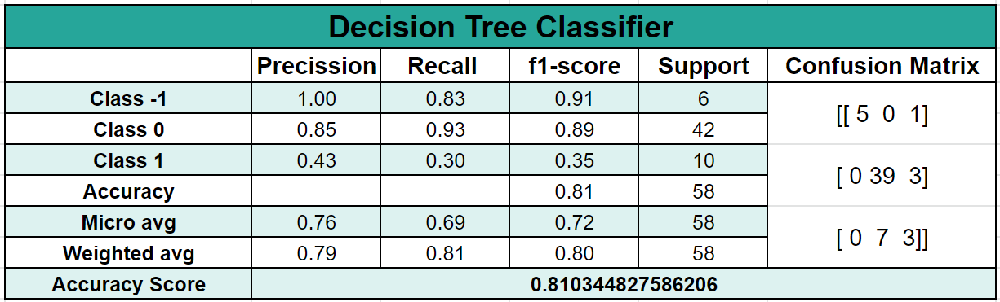 Decision Tree Classifier
Precission Recall f1-score Support Confusion Matrix
Class -1 1.00 0.83 0.91 6
[[ 5 0 1]
Class 0 0.85 0.93 0.89 42
Class 1 0.43 0.30 0.35 10
[ 0 39 3]
Accuracy 0.81 58
Micro avg 0.76 0.69 0.72 58
[ 0 7 3]]
Weighted avg 0.79 0.81 0.80 58
Accuracy Score 0.810344827586206